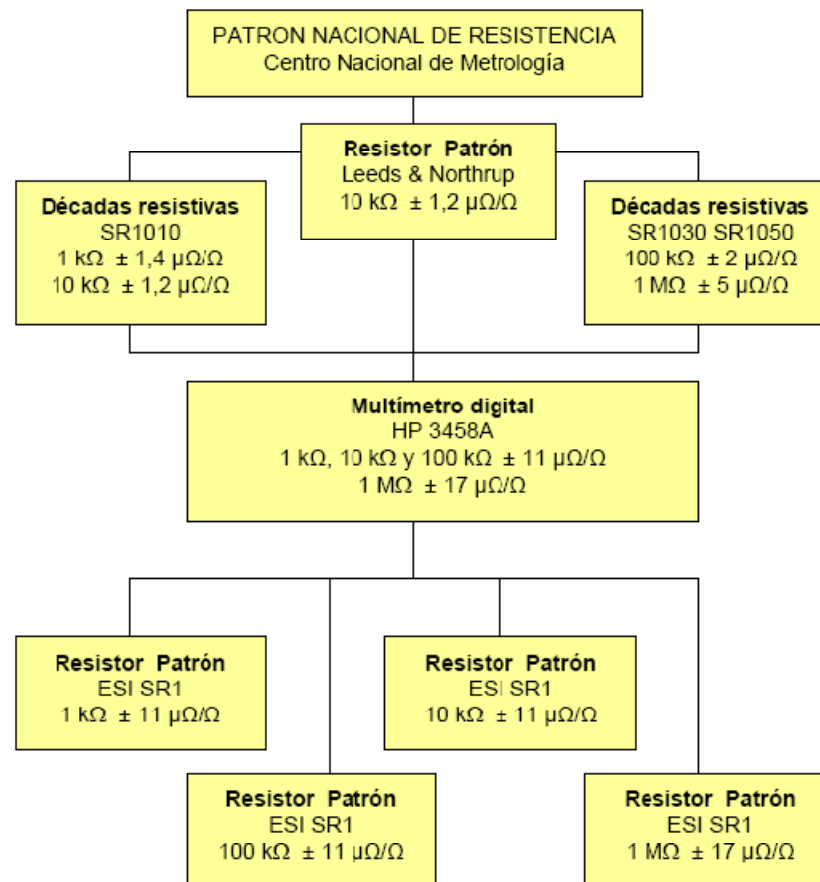 PATRON NACIONAL DE RESISTENCIA
Centro Nacional de Metrología
Resistor Patrón
Leeds & Northrup
10 kΩ ± 1,2 µΩ/Ω
Décadas resistivas
SR1010
1 kΩ ± 1,4 µΩ/Ω
10 kΩ ± 1,2 µΩ/Ω
Décadas resistivas
SR1030 SR1050
100 kΩ ± 2 µΩ/Ω
1 MΩ ± 5 µΩ/Ω
Multímetro digital
HP 3458A
1 kΩ, 10 kΩ y 100 kΩ ± 11 µΩ/Ω
1 MΩ ± 17 µΩ/Ω
Resistor Patrón
ESI SR1
1 kΩ ± 11 µΩ/Ω
Resistor Patrón
ESI SR1
10 kΩ ± 11 µΩ/Ω
Resistor Patrón
ESI SR1
100 kΩ ± 11 µΩ/Ω
Resistor Patrón
ESI SR1
1 MΩ ± 17 µΩ/Ω